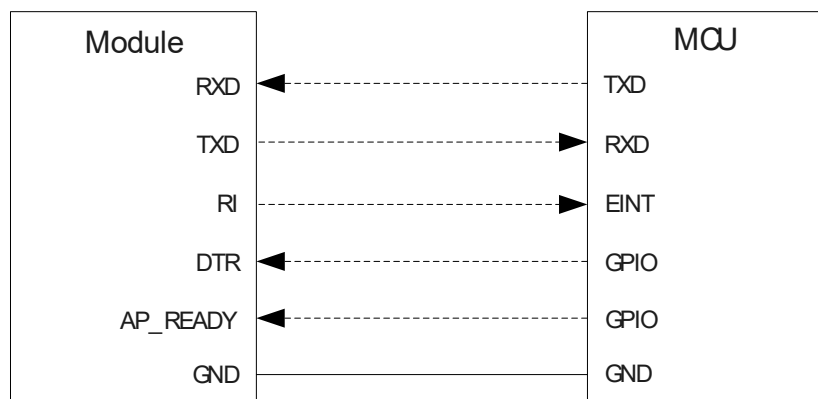 Module MCU
RXD TXD
TXD RXD
RI EINT
DTR GPIO
AP_READY GPIO
GND GND